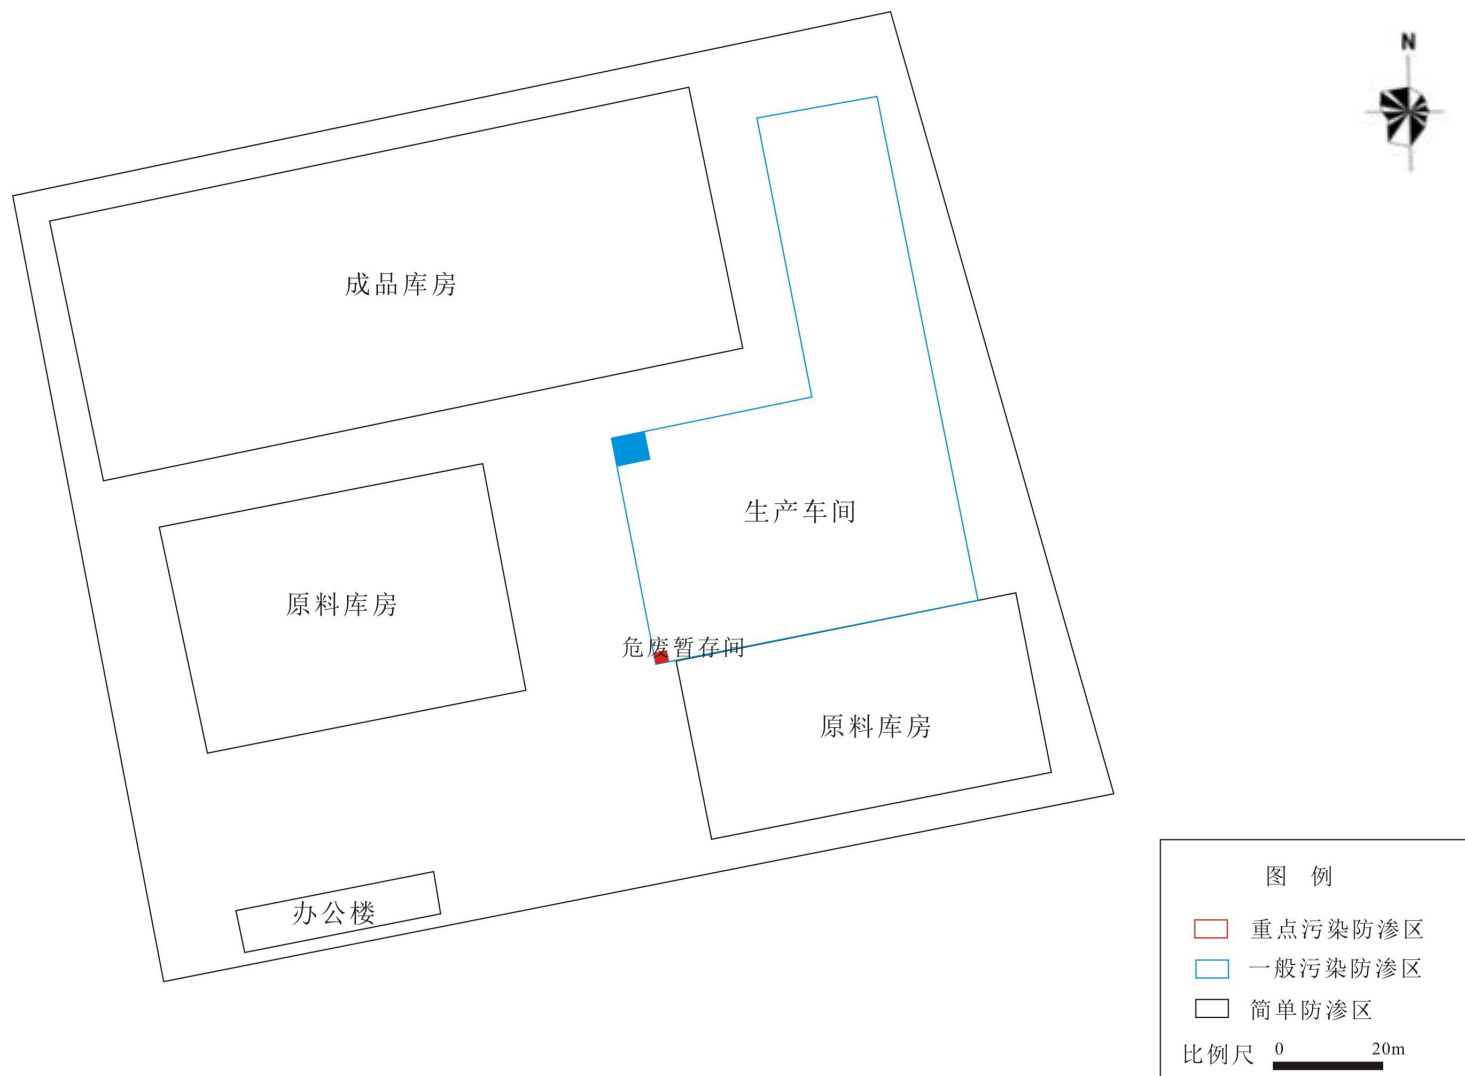 N
成品库房
生产车间
原料库房
危废暂存间
原料库房
办公楼
图 例
重点污染防渗区
一般污染防渗区
简单防渗区
比例尺 0 20m